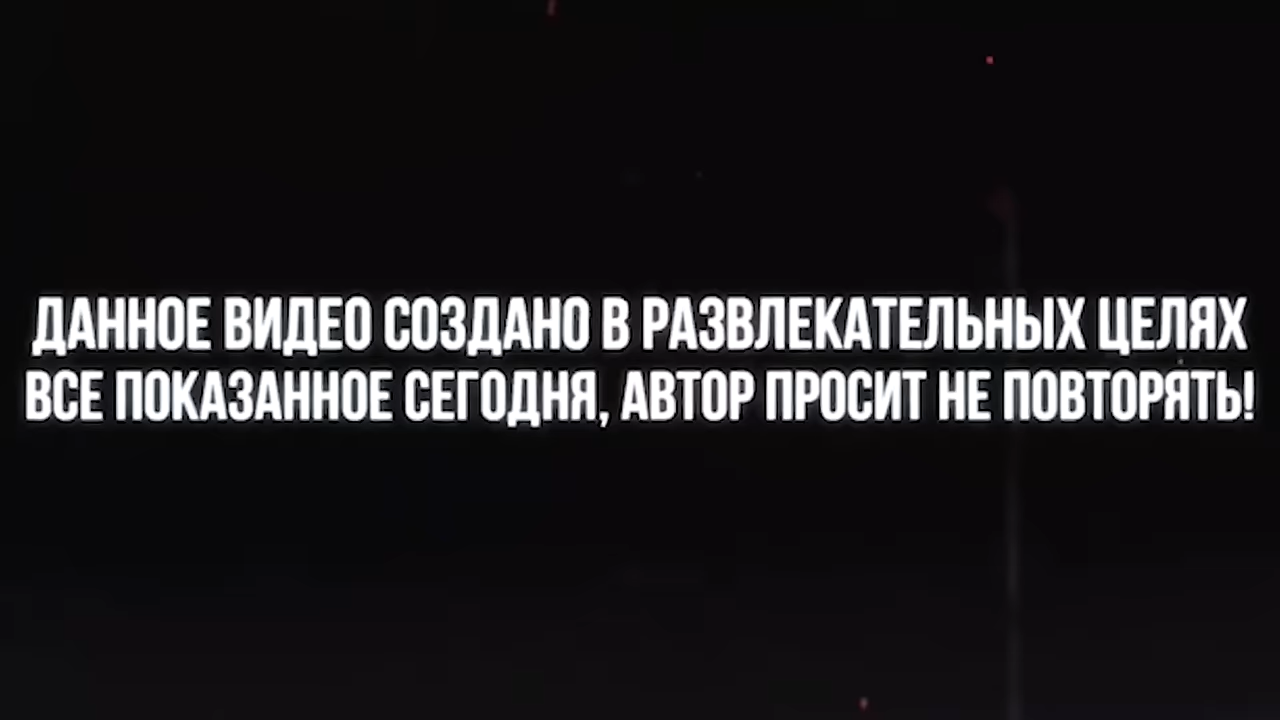 ДАННОЕ ВИДЕО СОЗДАНО В РАЗВЛЕКАТЕЛЬНЫХ ЦЕЛЯХ
ВСЕ ПОКАЗАННОЕ СЕГОДНЯ, АВТОР ПРОСИТ НЕ ПОВТОРЯТЬ!